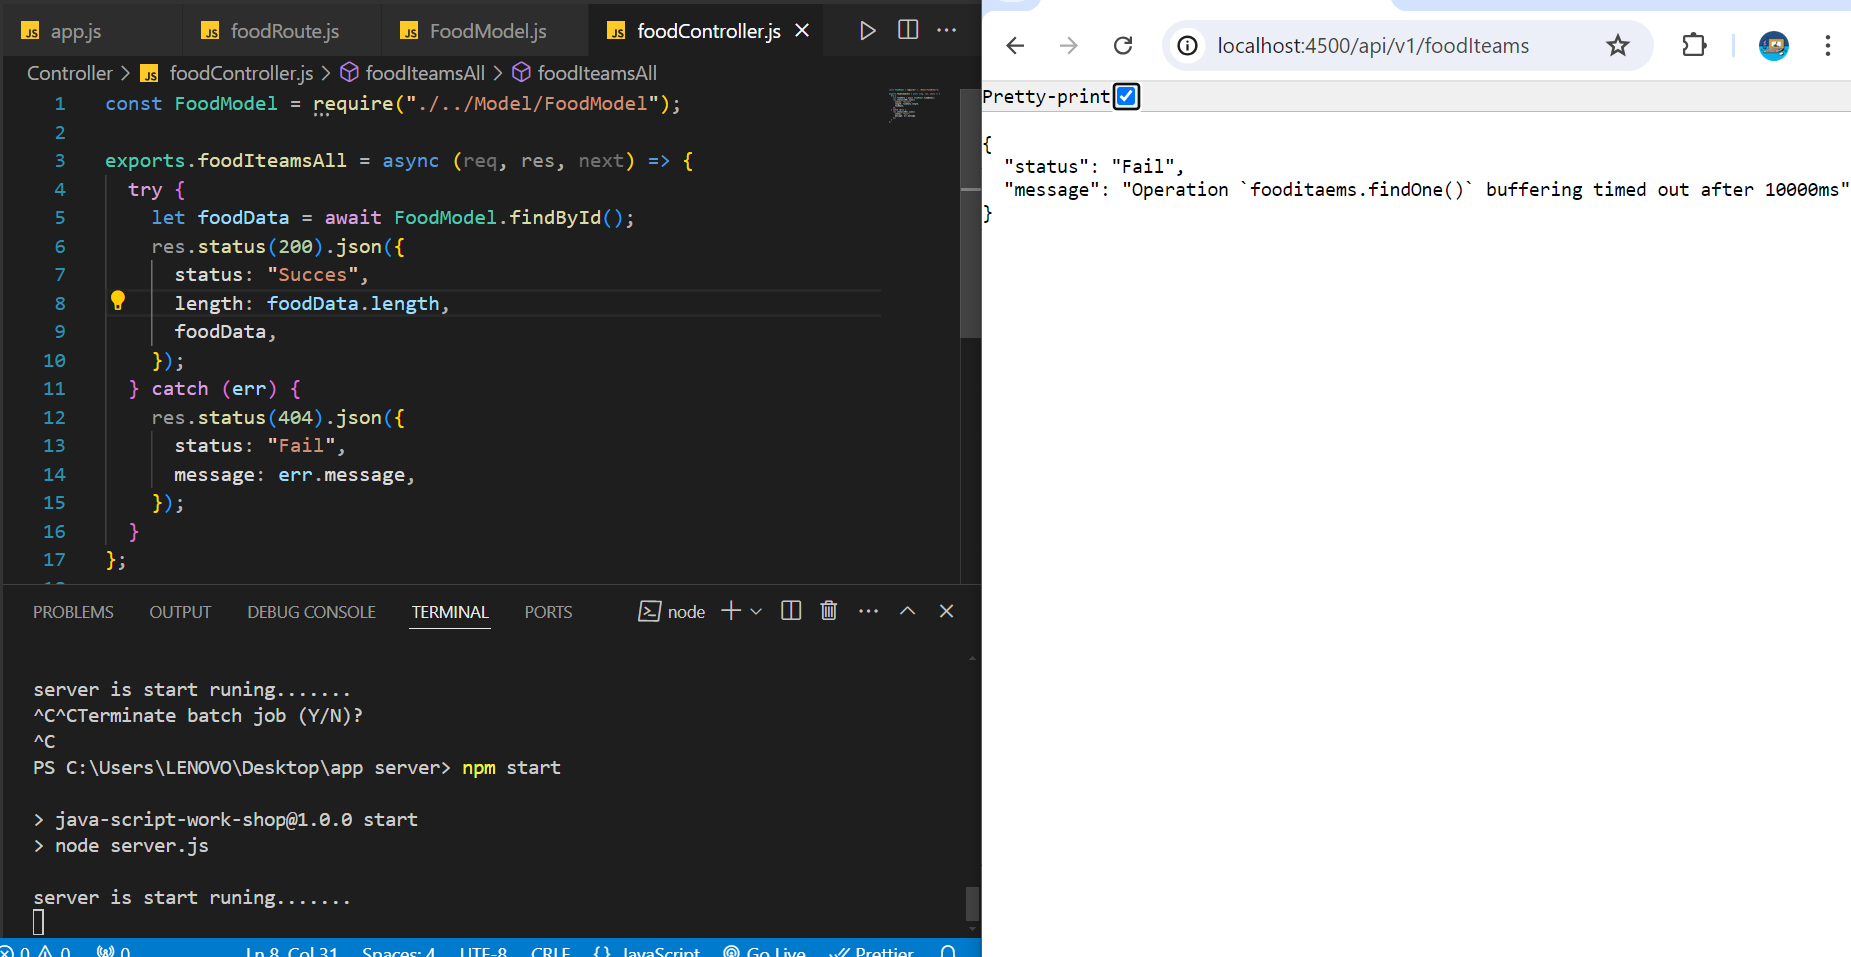 JS app.js JS foodRoute.js JS FoodModel.js JS foodController.js
Controller > JS foodController.js > foodIteamsAll > foodIteamsAll
1 const FoodModel = require("./../Model/FoodModel");
2
3 exports.foodIteamsAll = async (req, res, next) => {
4 try {
5 let foodData = await FoodModel.findById();
6 res.status(200).json({
7 status: "Succes",
8 length: foodData.length,
9 foodData,
10 });
11 } catch (err) {
12 res.status(404).json({
13 status: "Fail",
14 message: err.message,
15 });
16 }
17 };
PROBLEMS OUTPUT DEBUG CONSOLE TERMINAL PORTS node
server is start runing.......
^C^CTerminate batch job (Y/N)?
^C
PS C:\Users\LENOVO\Desktop\app server> npm start
> java-script-work-shop@1.0.0 start
> node server.js
server is start runing.......
0 0 0 Ln 8, Col 31 Spaces: 4 UTF-8 CRLF {} JavaScript Go Live Prettier
localhost:4500/api/v1/foodIteams
Pretty-print
{
"status": "Fail",
"message": "Operation `fooditaems.findOne()` buffering timed out after 10000ms"
}